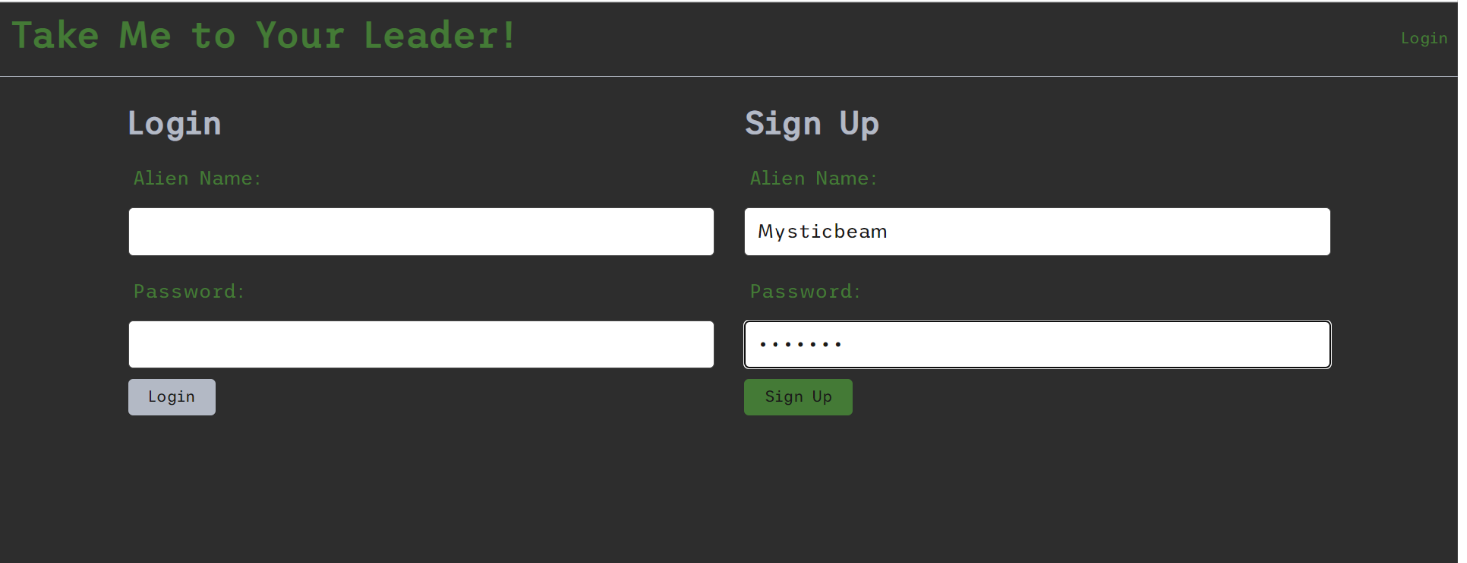 Take Me to Your Leader!
Login
Login
Alien Name:
Password:
Login
Sign Up
Alien Name:
Mysticbeam
Password:
•••••••
Sign Up